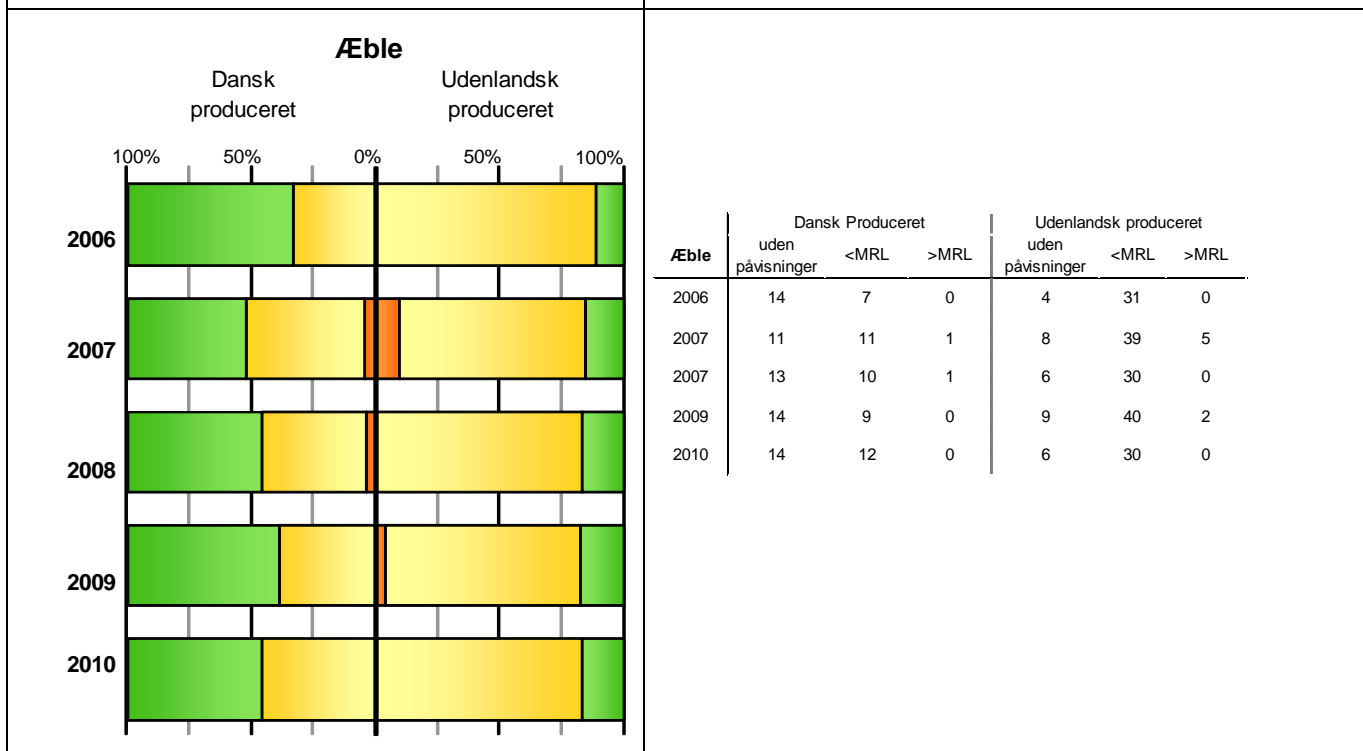 Æble
Dansk Udenlandsk
produceret produceret
100% 50% 0% 50% 100%
2006
2007
2008
2009
2010
Dansk Produceret Udenlandsk produceret
Æble uden påvisninger <MRL >MRL uden påvisninger <MRL >MRL
2006 14 7 0 4 31 0
2007 11 11 1 8 39 5
2007 13 10 1 6 30 0
2009 14 9 0 9 40 2
2010 14 12 0 6 30 0